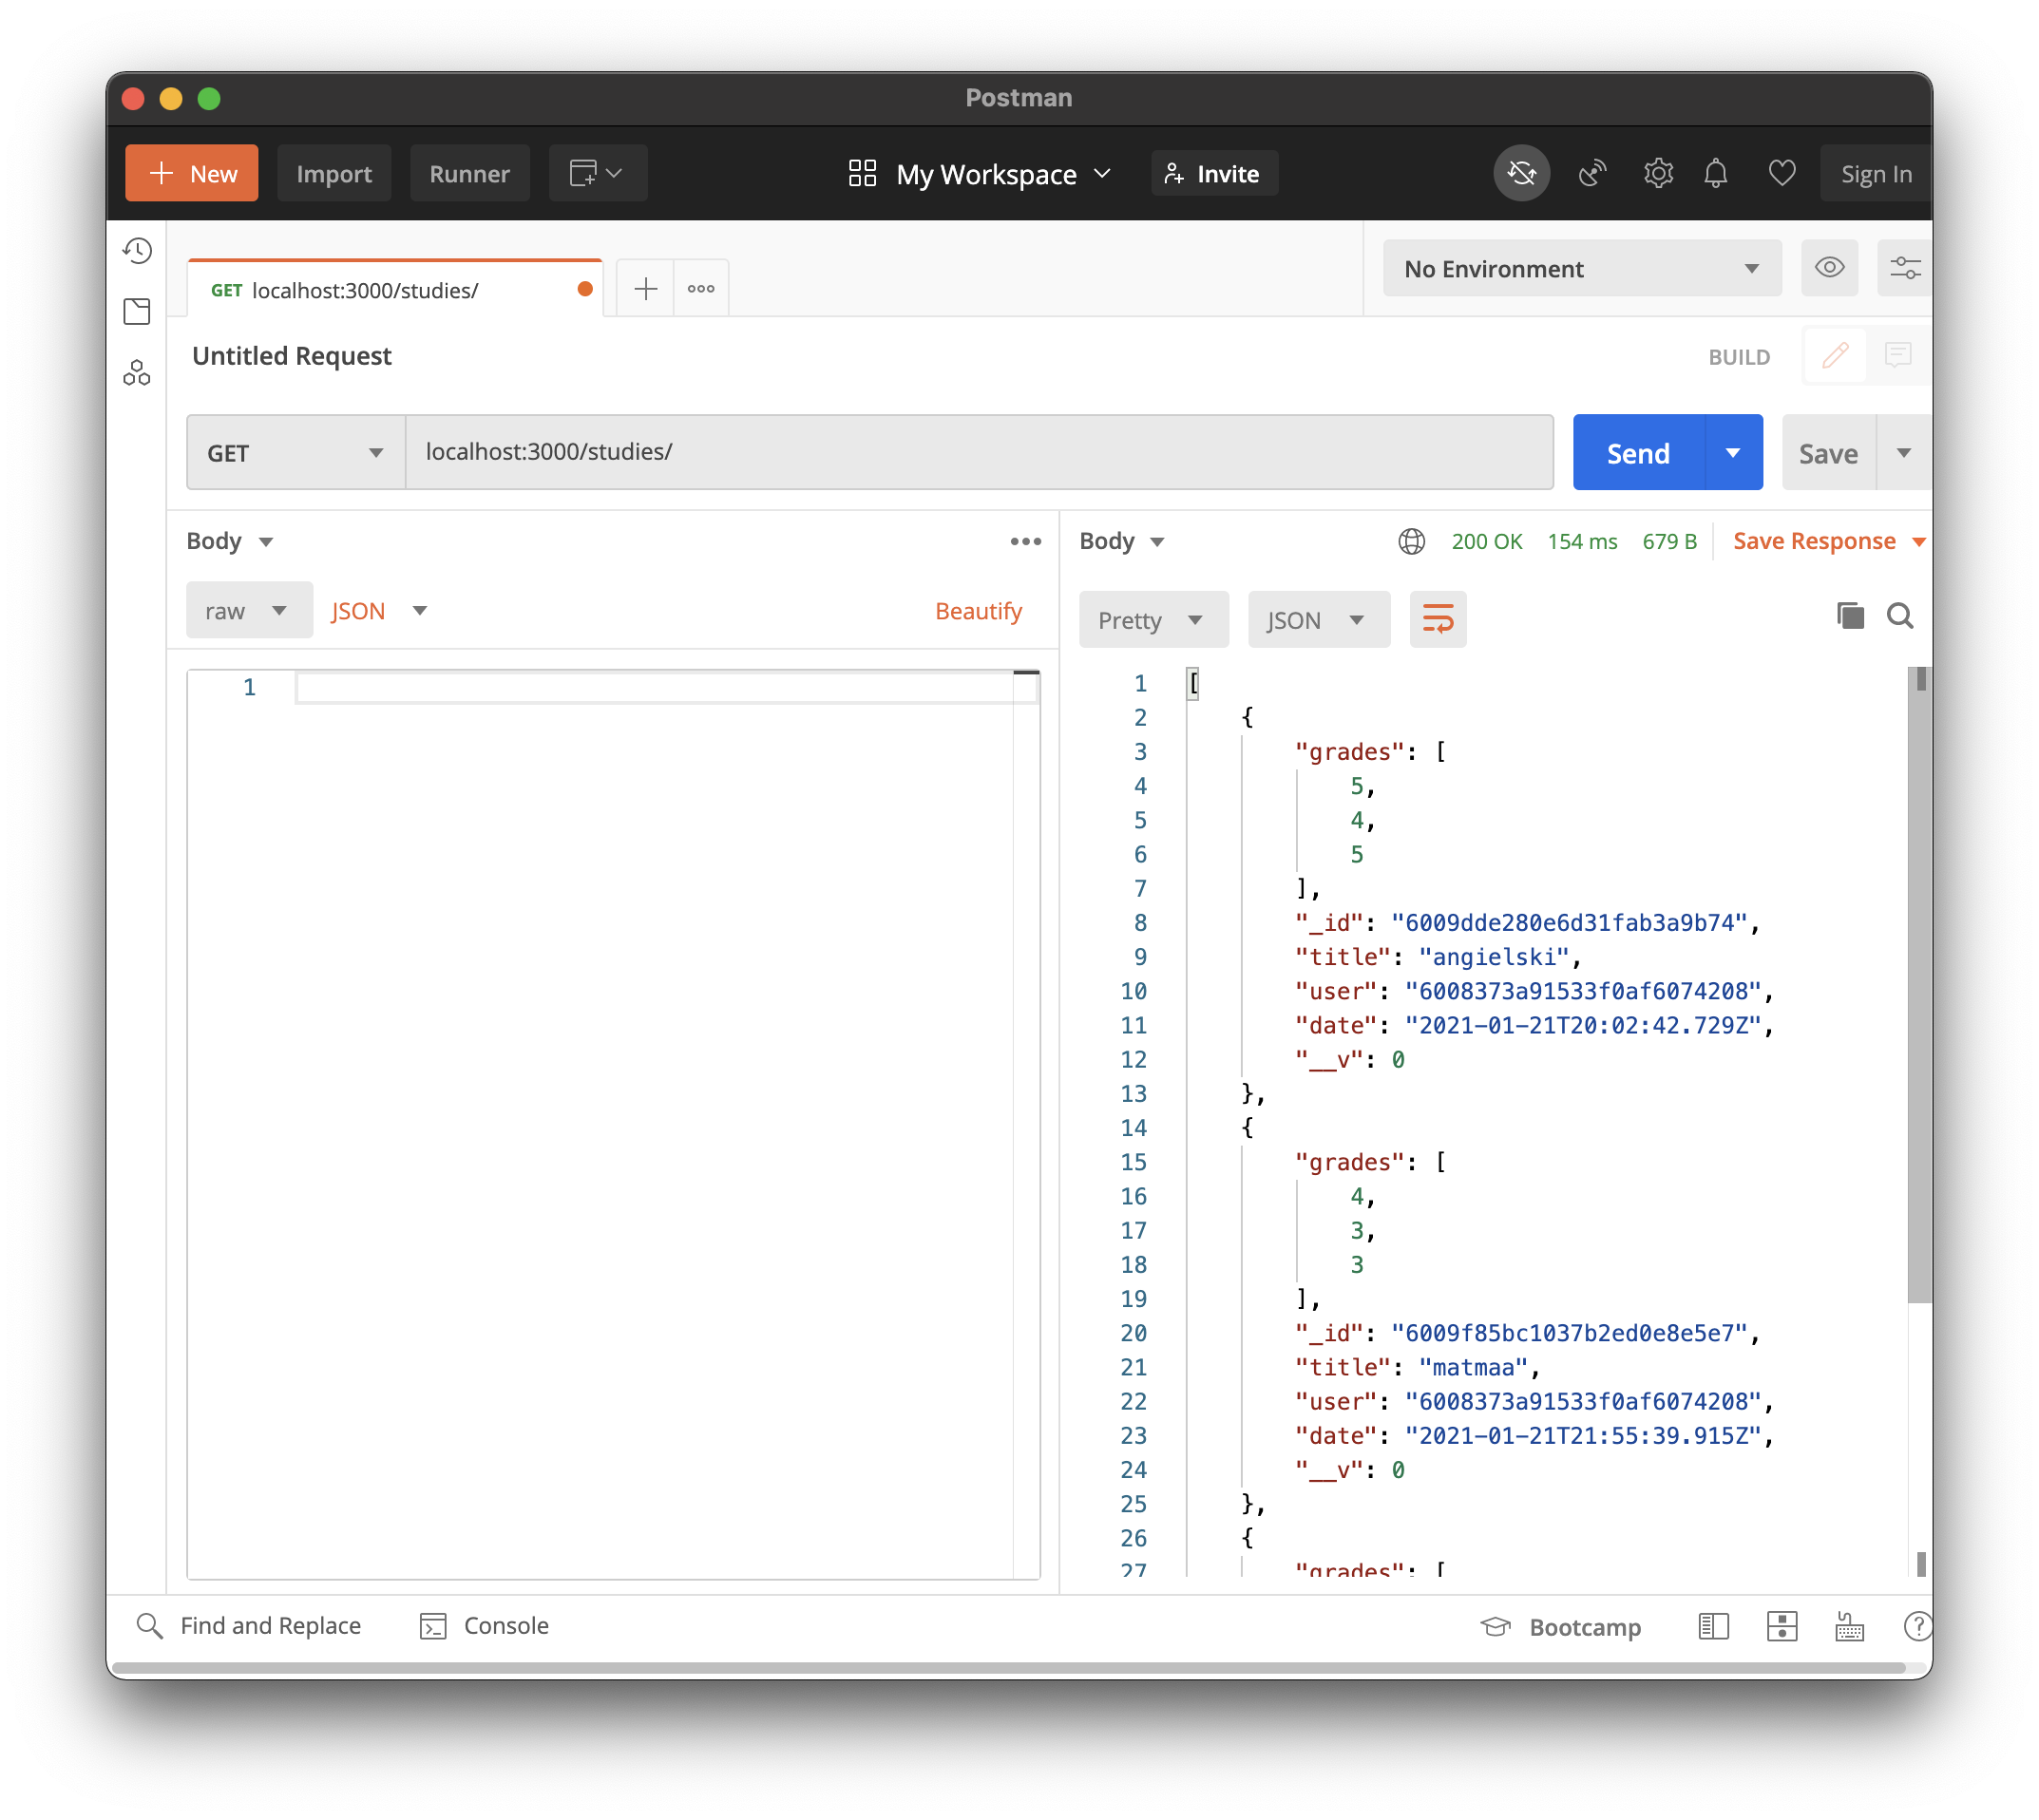 Postman
New Import Runner My Workspace Invite Sign In
GET localhost:3000/studies/ No Environment
Untitled Request BUILD
GET localhost:3000/studies/ Send Save
Body
raw JSON Beautify
1
Body 200 OK 154 ms 679 B Save Response
Pretty JSON
1 [
2 {
3 "grades": [
4 5,
5 4,
6 5
7 ],
8 "_id": "6009dde280e6d31fab3a9b74",
9 "title": "angielski",
10 "user": "6008373a91533f0af6074208",
11 "date": "2021-01-21T20:02:42.729Z",
12 "__v": 0
13 },
14 {
15 "grades": [
16 4,
17 3,
18 3
19 ],
20 "_id": "6009f85bc1037b2ed0e8e5e7",
21 "title": "matmaa",
22 "user": "6008373a91533f0af6074208",
23 "date": "2021-01-21T21:55:39.915Z",
24 "__v": 0
25 },
26 {
27 "grades": [
Find and Replace Console Bootcamp